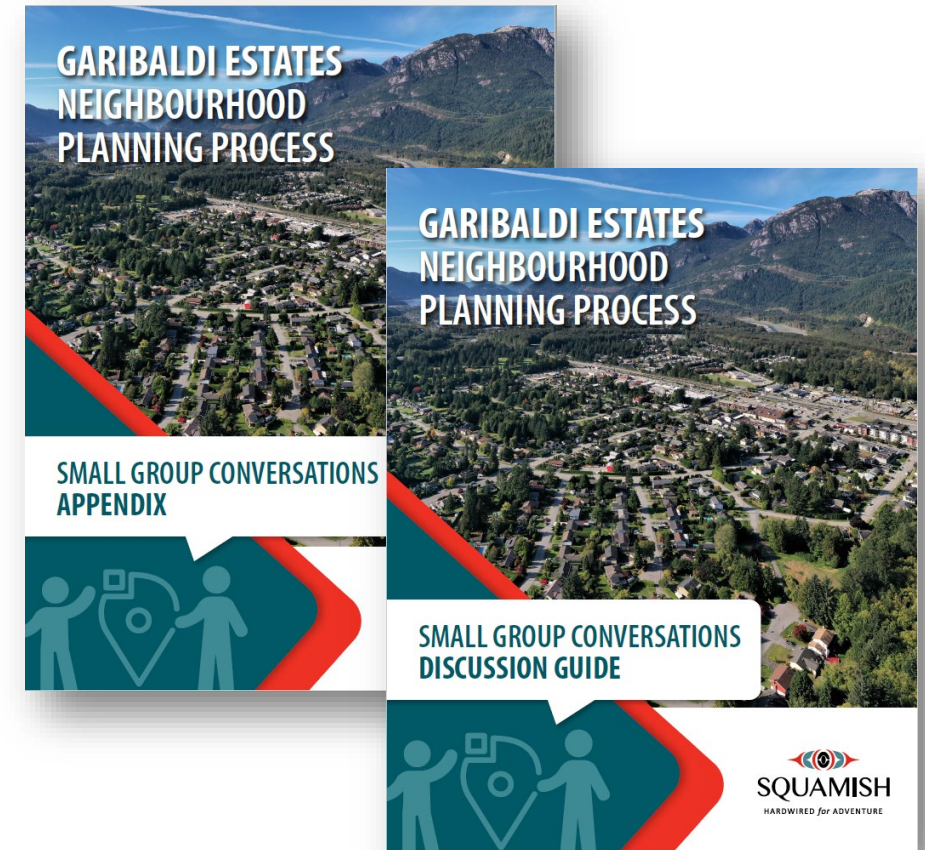 GARIBALDI ESTATES
NEIGHBOURHOOD
PLANNING PROCESS
SMALL GROUP CONVERSATIONS
APPENDIX
GARIBALDI ESTATES
NEIGHBOURHOOD
PLANNING PROCESS
SMALL GROUP CONVERSATIONS
DISCUSSION GUIDE
SQUAMISH
HARDWIRED for ADVENTURE